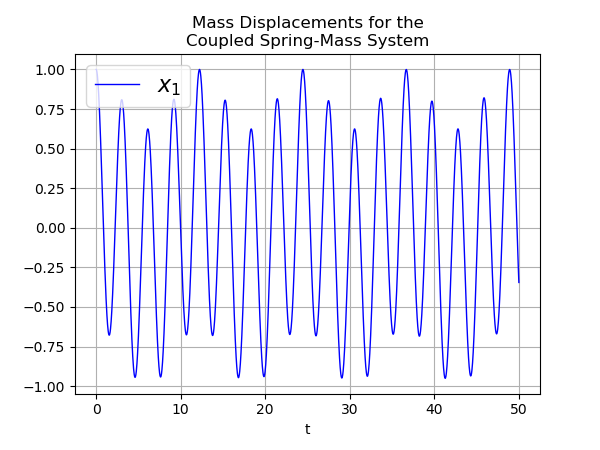 Mass Displacements for the
Coupled Spring-Mass System
1.00
0.75
0.50
0.25
0.00
−0.25
−0.50
−0.75
−1.00
x₁
0 10 20 30 40 50
t